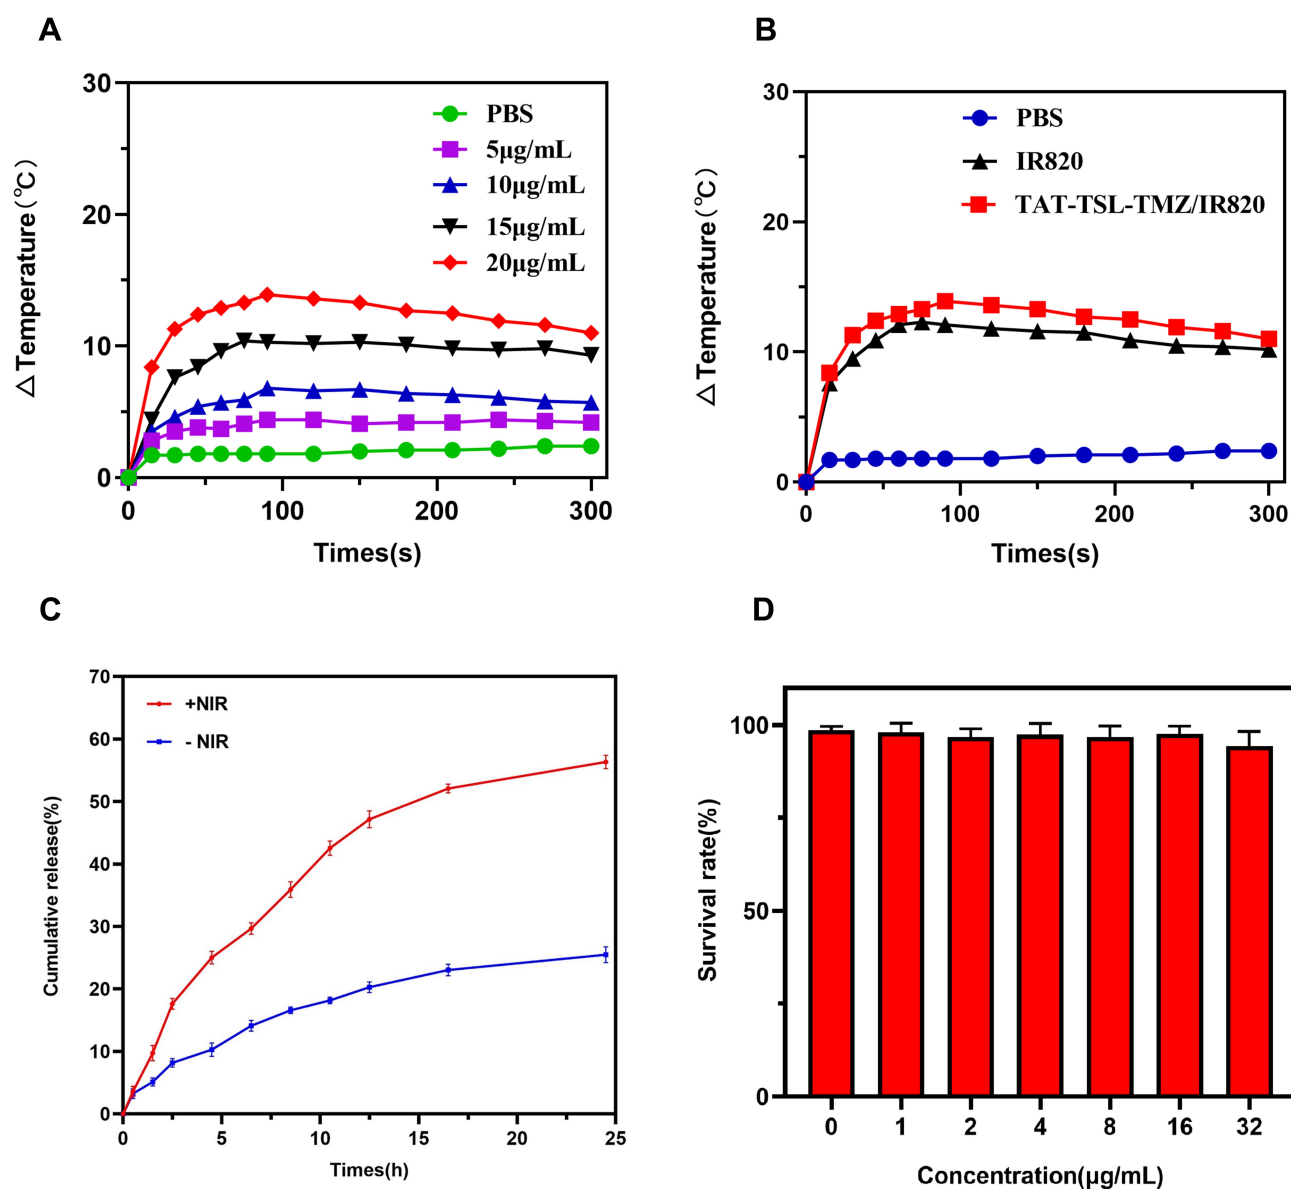 A
30
20
10
0
0
100
200
300
△Temperature(℃)
Times(s)
PBS
5μg/mL
10μg/mL
15μg/mL
20μg/mL
B
30
20
10
0
0
100
200
300
△Temperature(℃)
Times(s)
PBS
IR820
TAT-TSL-TMZ/IR820
C
70
60
50
40
30
20
10
0
0
5
10
15
20
25
Cumulative release(%)
Times(h)
+NIR
- NIR
D
100
50
0
0
1
2
4
8
16
32
Survival rate(%)
Concentration(μg/mL)